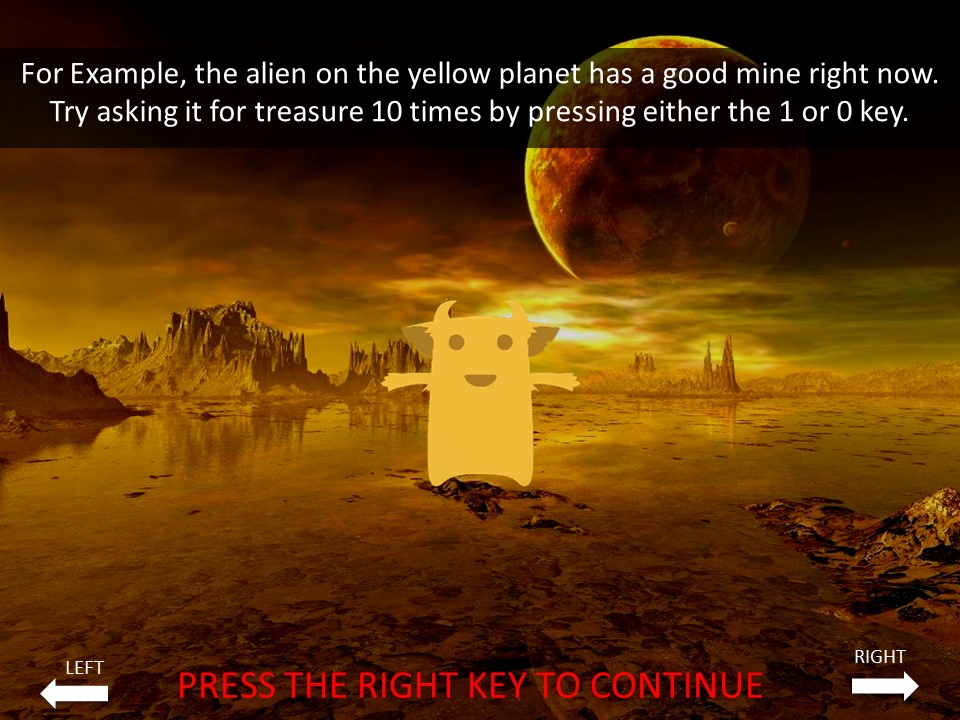 For Example, the alien on the yellow planet has a good mine right now.
Try asking it for treasure 10 times by pressing either the 1 or 0 key.
LEFT
PRESS THE RIGHT KEY TO CONTINUE
RIGHT